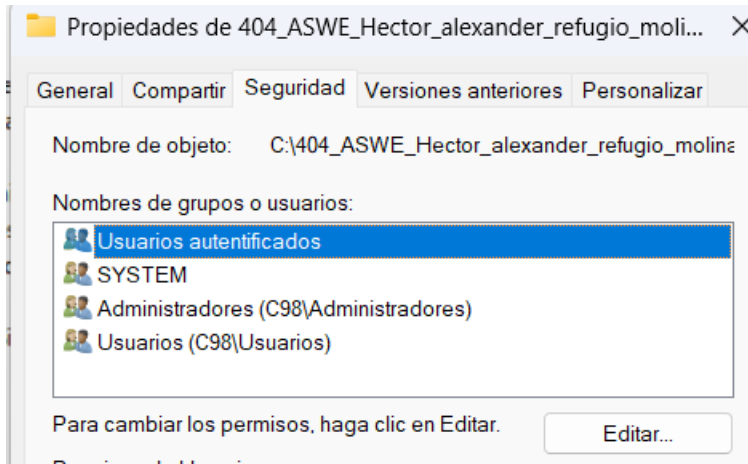 Propiedades de 404_ASWE_Hector_alexander_refugio_moli...
General Compartir Seguridad Versiones anteriores Personalizar
Nombre de objeto: C:\404_ASWE_Hector_alexander_refugio_molina
Nombres de grupos o usuarios:
Usuarios autentificados
SYSTEM
Administradores (C98\Administradores)
Usuarios (C98\Usuarios)
Para cambiar los permisos, haga clic en Editar. Editar...